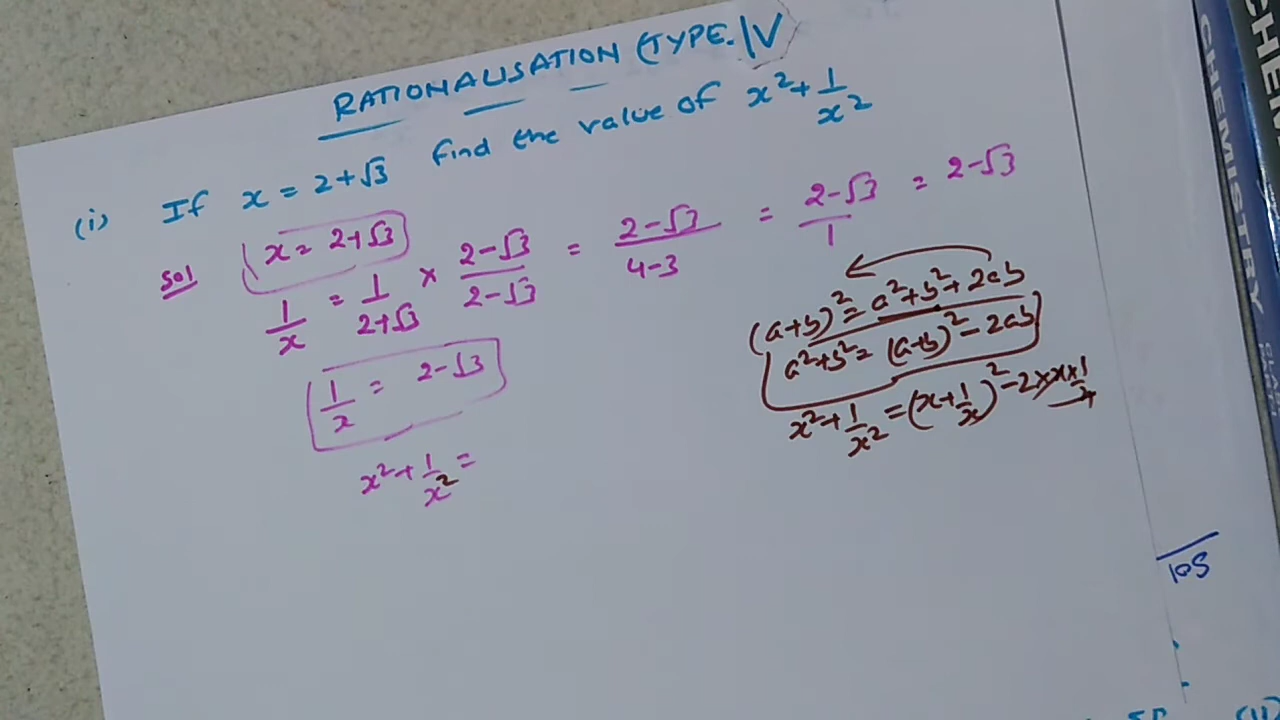 RATIONALISATION (TYPE.IV)
(i) If x = 2+√3 find the value of x²+1/x²
Sol x = 2+√3
1/x = 1/2+√3 × 2-√3/2-√3 = 2-√3/4-3 = 2-√3/1 = 2-√3
1/x = 2-√3
x²+1/x² =
(a+b)² = a²+b²+2ab
a²+b² = (a+b)²-2ab
x²+1/x² = (x+1/x)²-2×x×1/x
CHEMISTRY
CHEM
105
(ii)